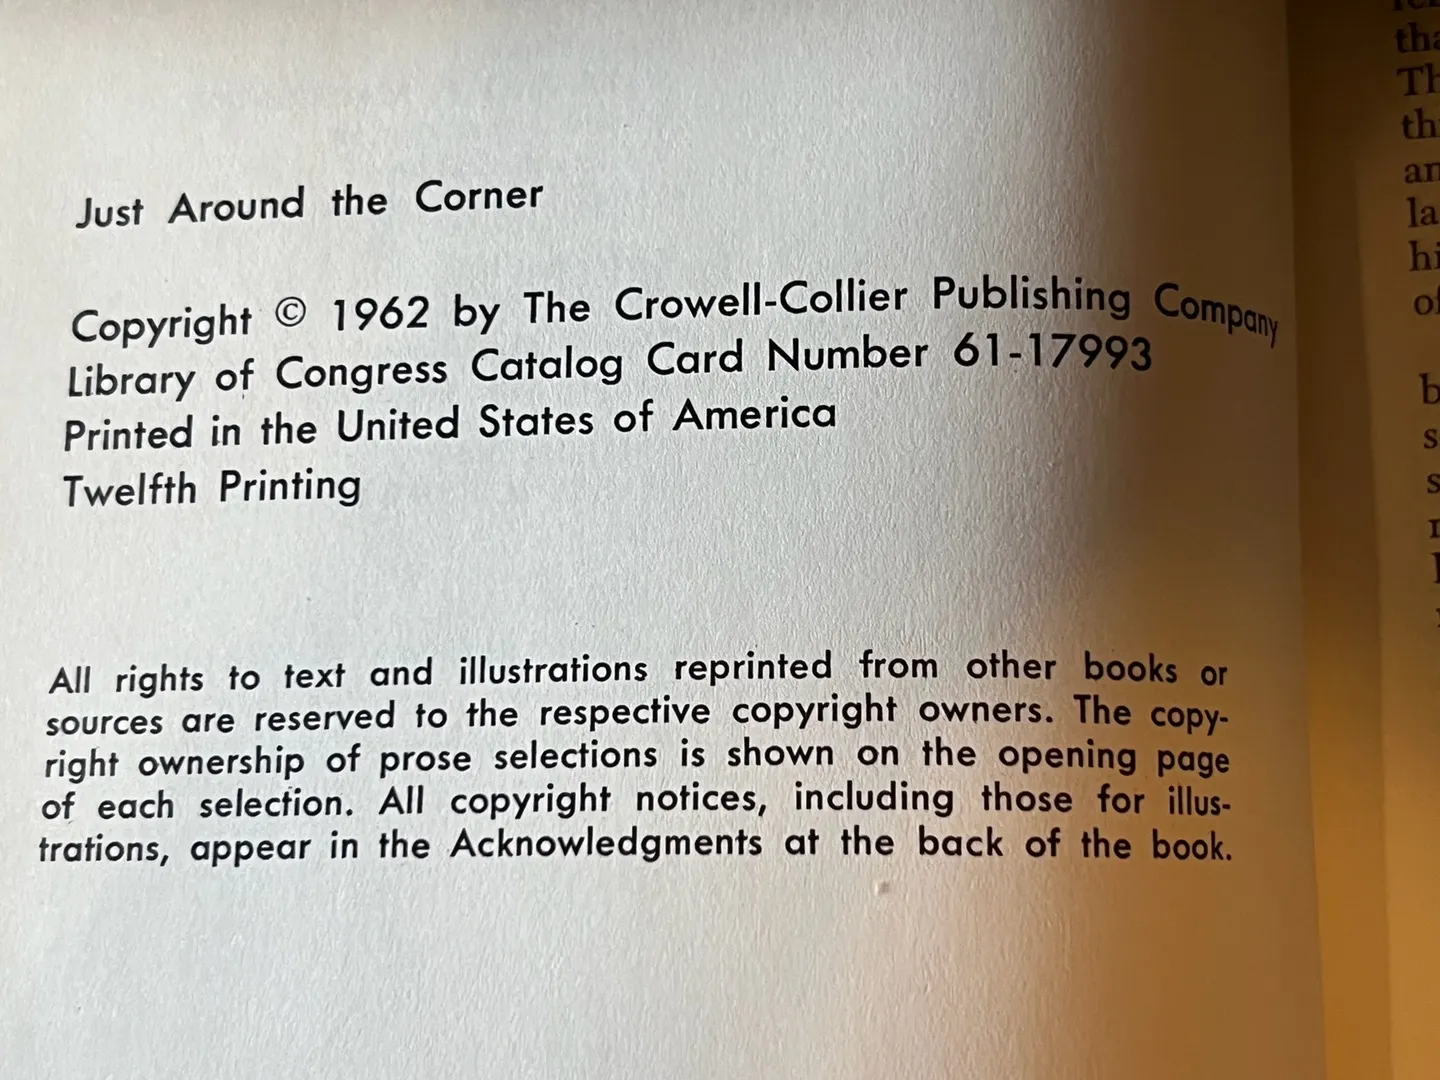 Just Around the Corner
Copyright © 1962 by The Crowell-Collier Publishing Company
Library of Congress Catalog Card Number 61-17993
Printed in the United States of America
Twelfth Printing
All rights to text and illustrations reprinted from other books or
sources are reserved to the respective copyright owners. The copy-
right ownership of prose selections is shown on the opening page
of each selection. All copyright notices, including those for illus-
trations, appear in the Acknowledgments at the back of the book.